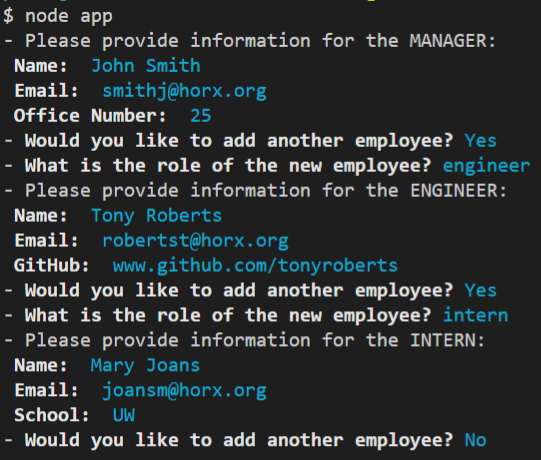 $ node app
- Please provide information for the MANAGER:
Name: John Smith
Email: smithj@horx.org
Office Number: 25
- Would you like to add another employee? Yes
- What is the role of the new employee? engineer
- Please provide information for the ENGINEER:
Name: Tony Roberts
Email: robertst@horx.org
GitHub: www.github.com/tonyroberts
- Would you like to add another employee? Yes
- What is the role of the new employee? intern
- Please provide information for the INTERN:
Name: Mary Joans
Email: joansm@horx.org
School: UW
- Would you like to add another employee? No